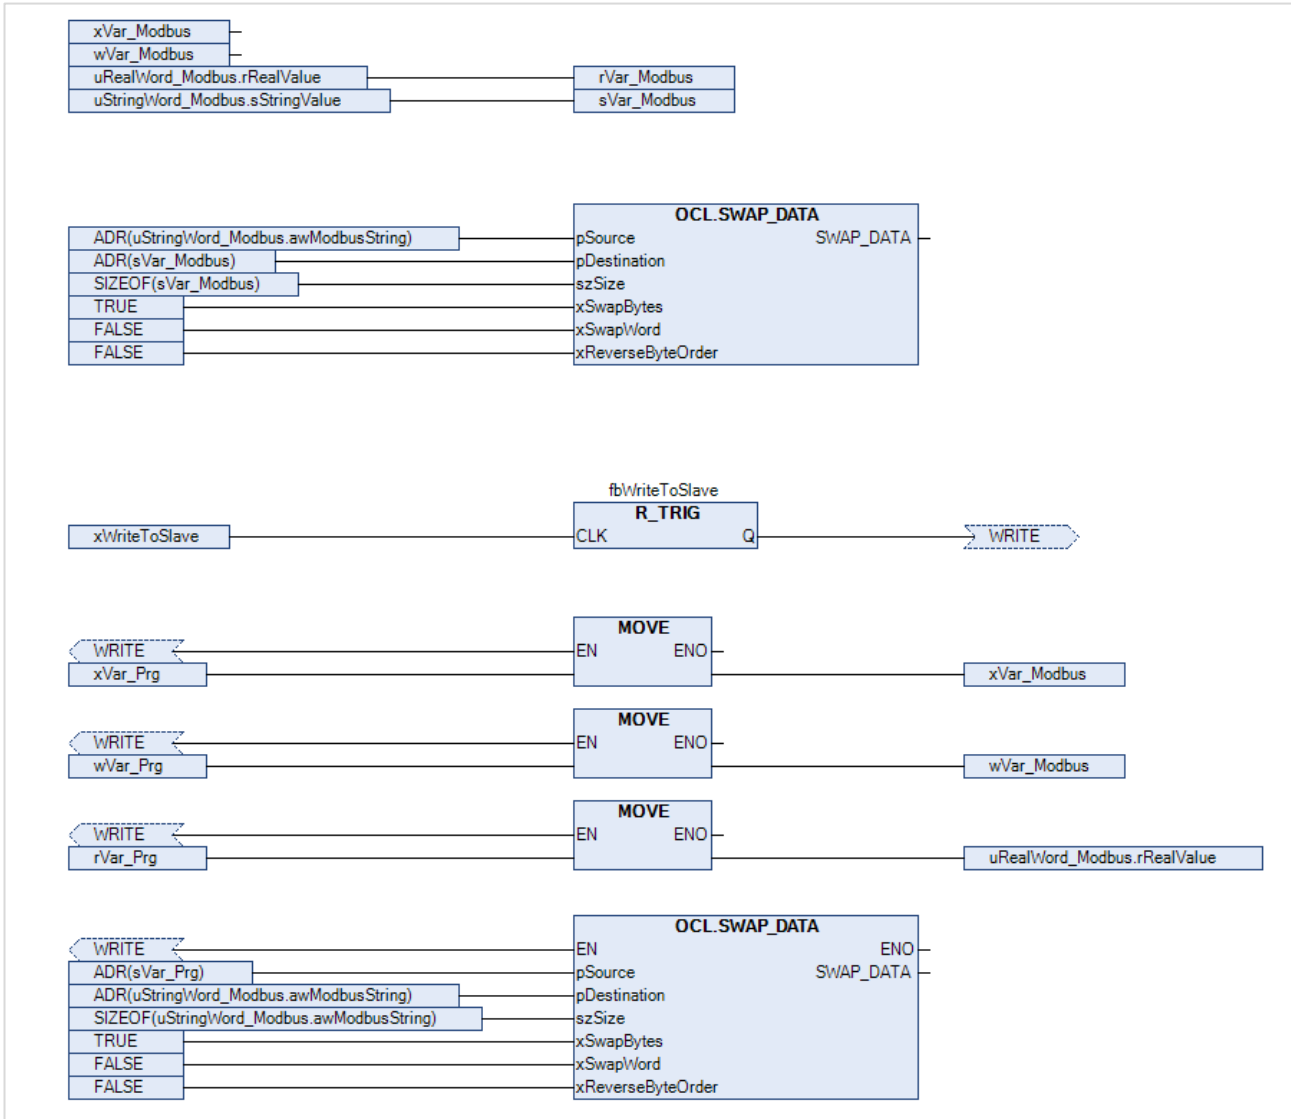 xVar_Modbus
wVar_Modbus
uRealWord_Modbus.rRealValue rVar_Modbus
uStringWord_Modbus.sStringValue sVar_Modbus
OCL.SWAP_DATA
ADR(uStringWord_Modbus.awModbusString) pSource SWAP_DATA
ADR(sVar_Modbus) pDestination
SIZEOF(sVar_Modbus) szSize
TRUE xSwapBytes
FALSE xSwapWord
FALSE xReverseByteOrder
fbWriteToSlave
R_TRIG
xWriteToSlave CLK Q WRITE
MOVE
WRITE EN ENO
xVar_Prg xVar_Modbus
MOVE
WRITE EN ENO
wVar_Prg wVar_Modbus
MOVE
WRITE EN ENO
rVar_Prg uRealWord_Modbus.rRealValue
OCL.SWAP_DATA
WRITE EN ENO
ADR(sVar_Prg) pSource SWAP_DATA
ADR(uStringWord_Modbus.awModbusString) pDestination
SIZEOF(uStringWord_Modbus.awModbusString) szSize
TRUE xSwapBytes
FALSE xSwapWord
FALSE xReverseByteOrder